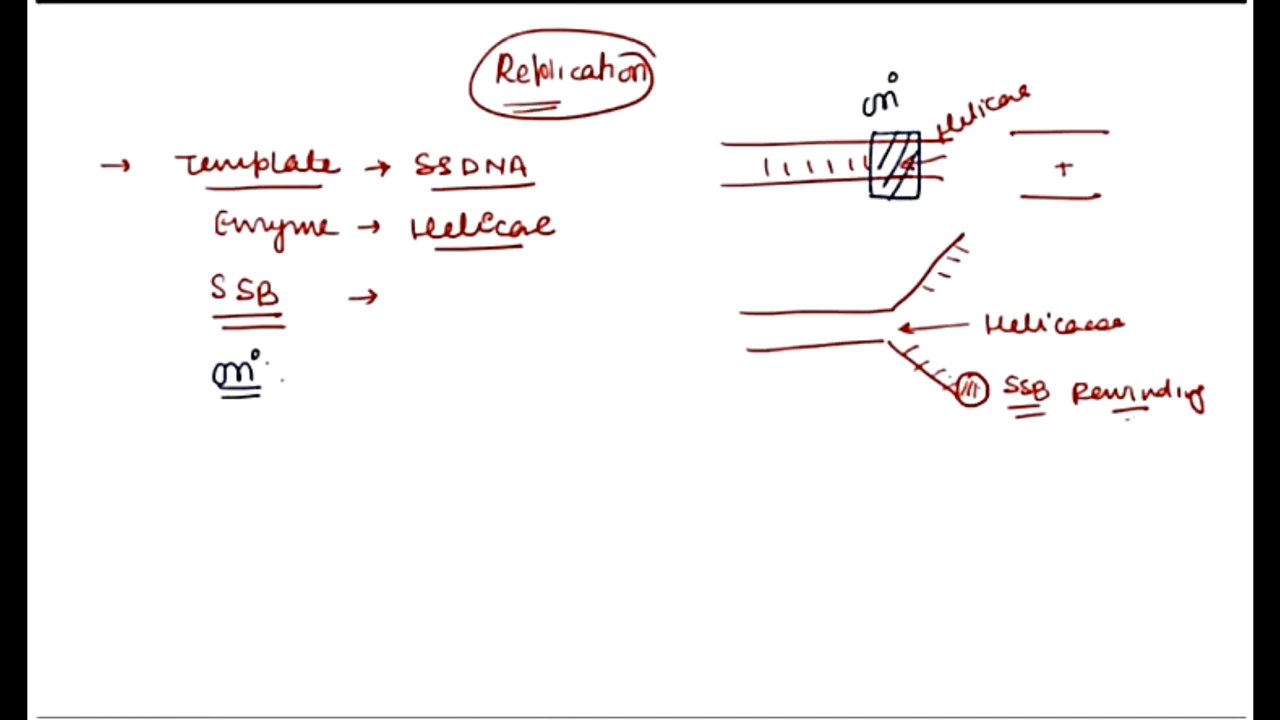 Replication
→ Template → SSDNA
Enzyme → Helicase
SSB →
ori
ori
Helicase
+
Helicase
SSB Rewinding